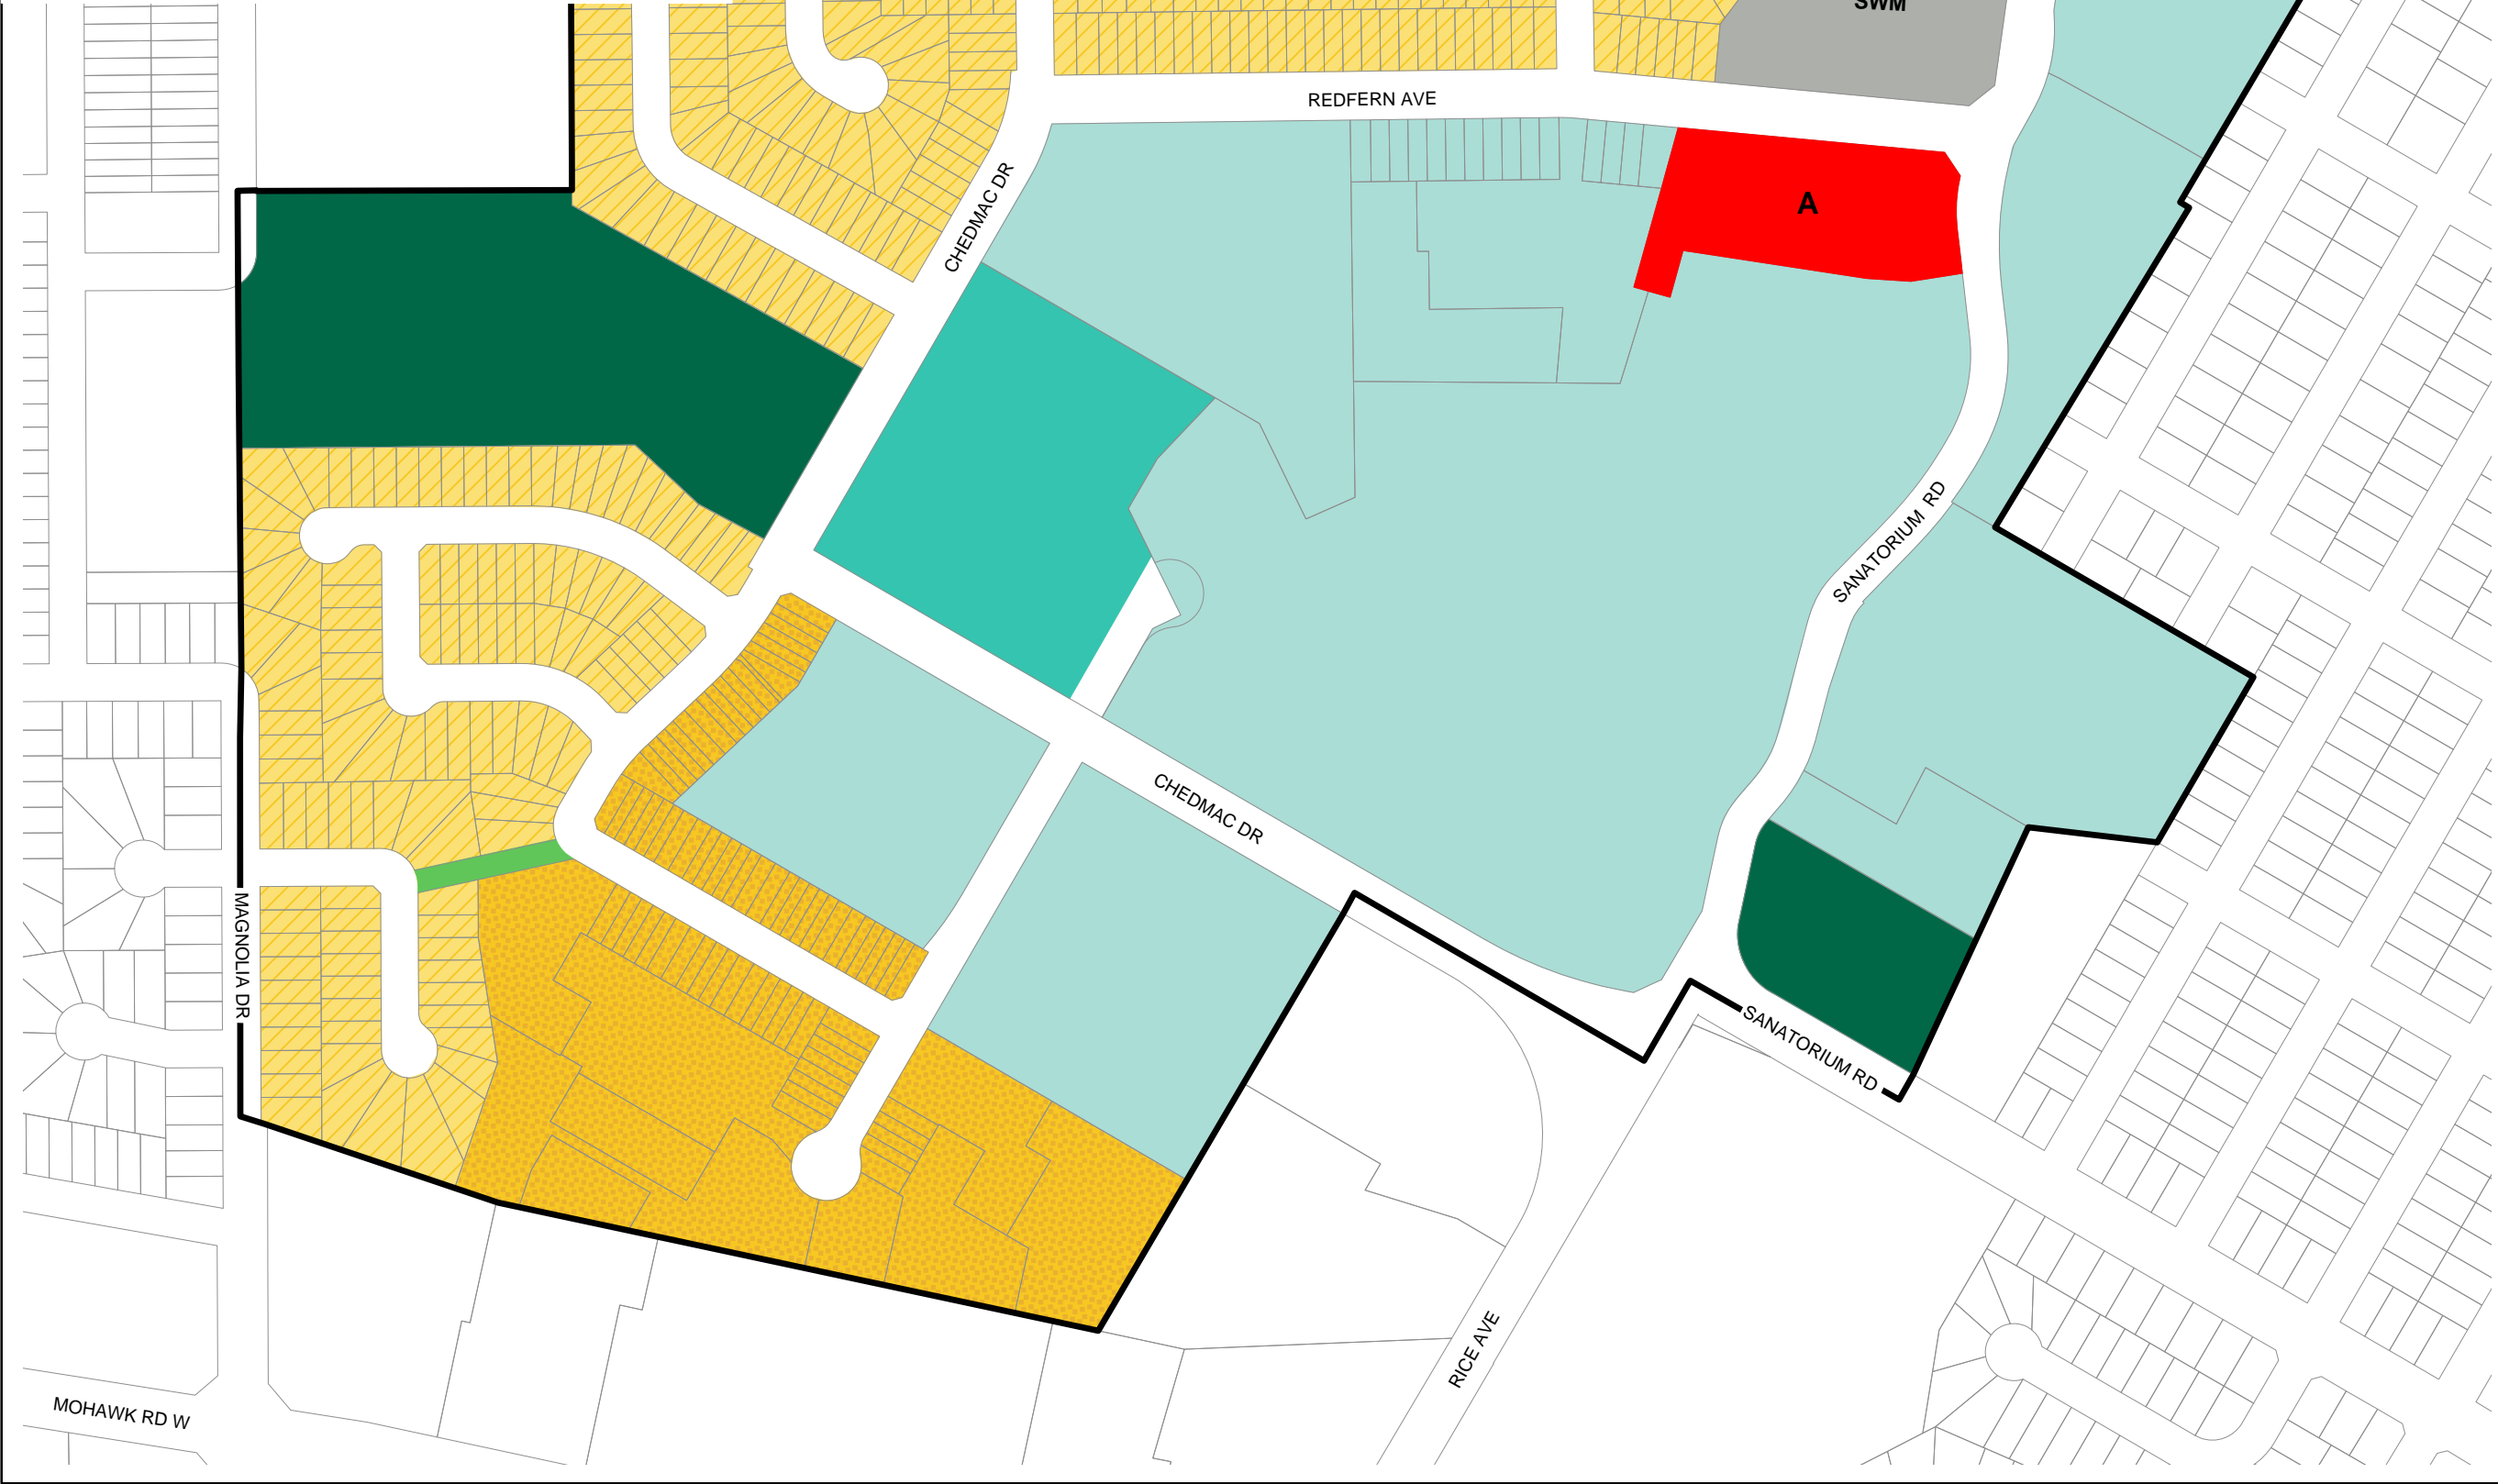 SWM
REDFERN AVE
CHEDMAC DR
A
SANATORIUM RD
CHEDMAC DR
MAGNOLIA DR
SANATORIUM RD
RICE AVE
MOHAWK RD W